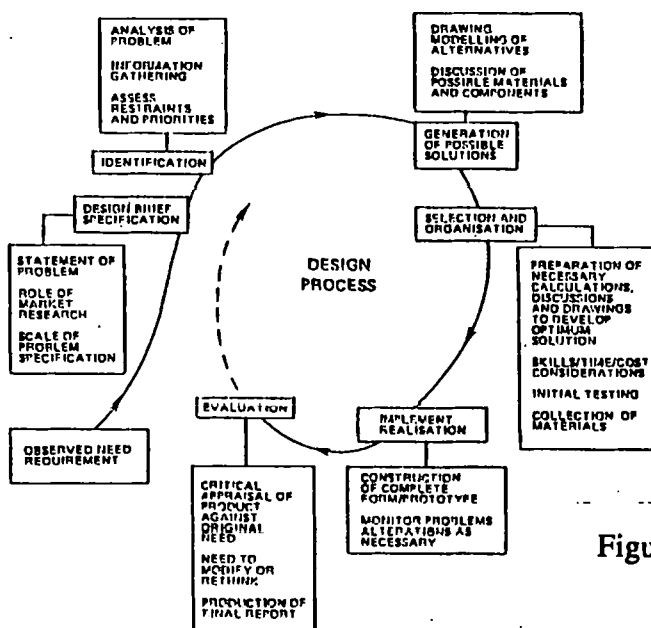 ANALYSIS OF
PROBLEM
INFORMATION
GATHERING
ASSESS
RESTRAINTS
AND PRIORITIES
IDENTIFICATION
DESIGN BRIEF
SPECIFICATION
STATEMENT OF
PROBLEM
ROLE OF
MARKET
RESEARCH
SCALE OF
PROBLEM
SPECIFICATION
OBSERVED NEED
REQUIREMENT
DRAWING
MODELLING OF
ALTERNATIVES
DISCUSSION OF
POSSIBLE MATERIALS
AND COMPONENTS
GENERATION
OF POSSIBLE
SOLUTIONS
SELECTION AND
ORGANISATION
PREPARATION OF
NECESSARY
CALCULATIONS,
DISCUSSIONS
AND DRAWINGS
TO DEVELOP
OPTIMUM
SOLUTION
SKILLS/TIME/COST
CONSIDERATIONS
INITIAL TESTING
COLLECTION OF
MATERIALS
DESIGN
PROCESS
IMPLEMENT
REALISATION
CONSTRUCTION
OF COMPLETE
FORM/PROTOTYPE
MONITOR PROBLEMS
ALTERATIONS AS
NECESSARY
EVALUATION
CRITICAL
APPRAISAL OF
PRODUCT
AGAINST
ORIGINAL
NEED
NEED TO
MODIFY OR
RETHINK
PRODUCTION OF
FINAL REPORT
Figu